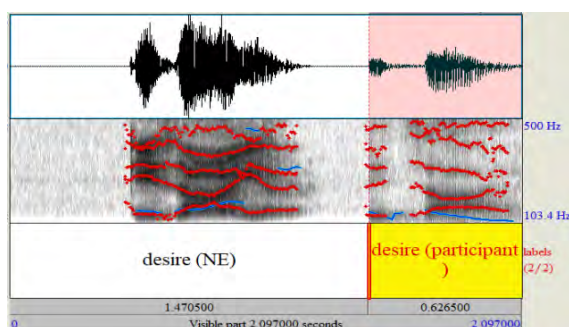 500 Hz
103.4 Hz
desire (NE)
desire (participant
)
labels
(2/2)
1.470500
0.626500
0
Visible part 2.097000 seconds
2.097000